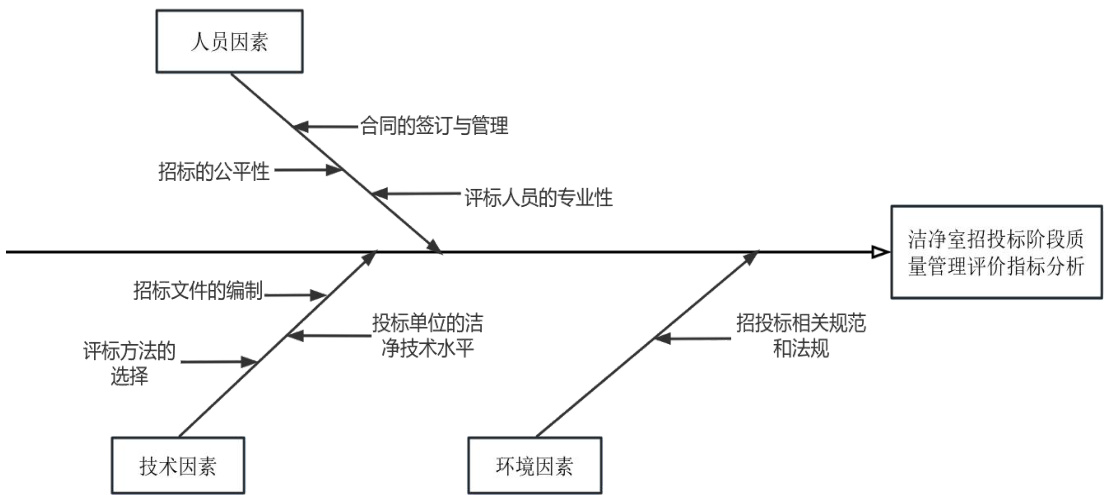 人员因素
合同的签订与管理
招标的公平性
评标人员的专业性
洁净室招投标阶段质
量管理评价指标分析
招标文件的编制
投标单位的洁
净技术水平
评标方法的
选择
招投标相关规范
和法规
技术因素
环境因素